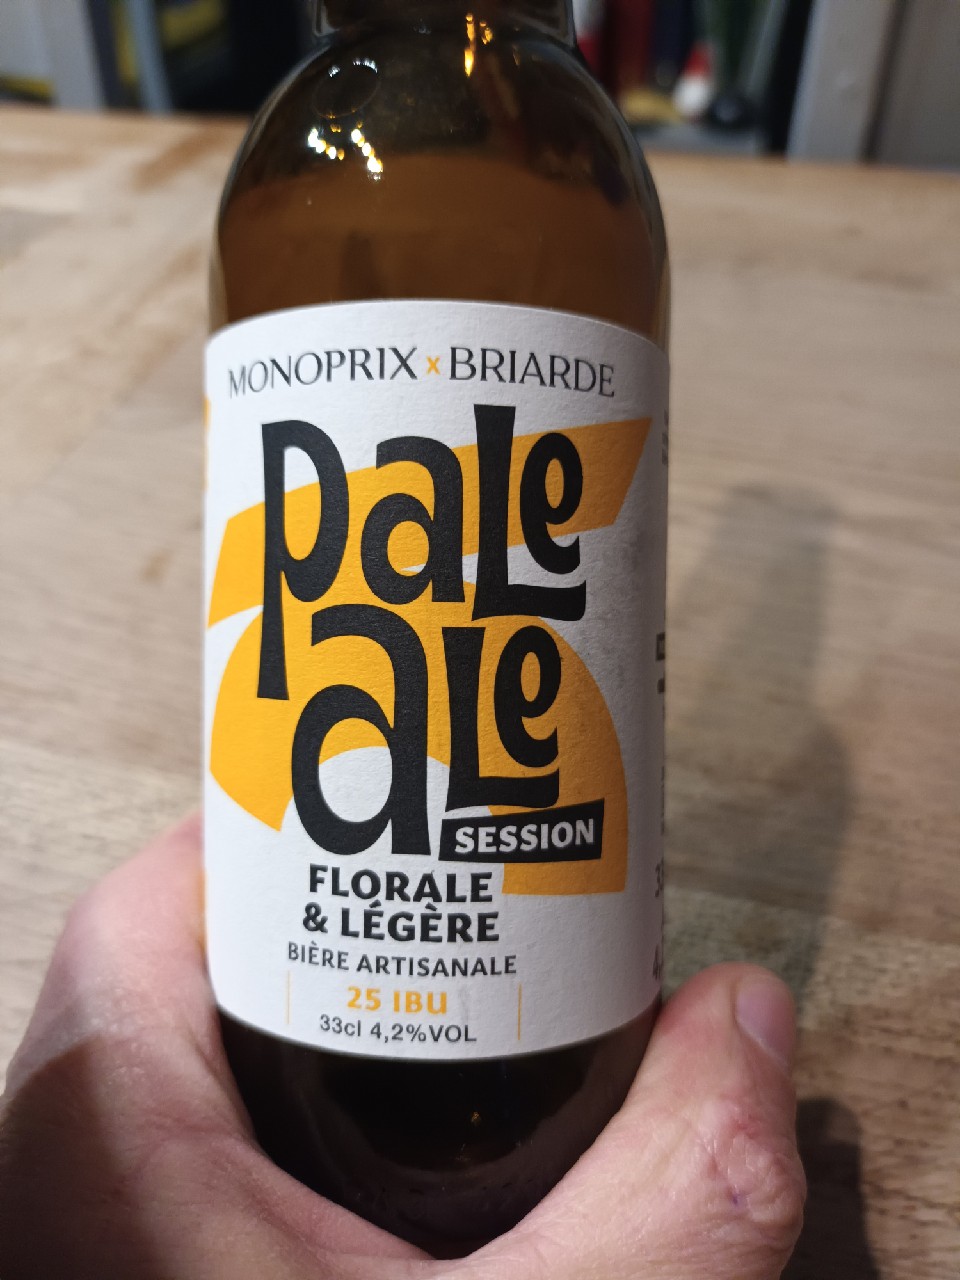 MONOPRIX x BRIARDE
pale
ale
SESSION
FLORALE
& LÉGÈRE
BIÈRE ARTISANALE
25 IBU
33cl 4,2%VOL